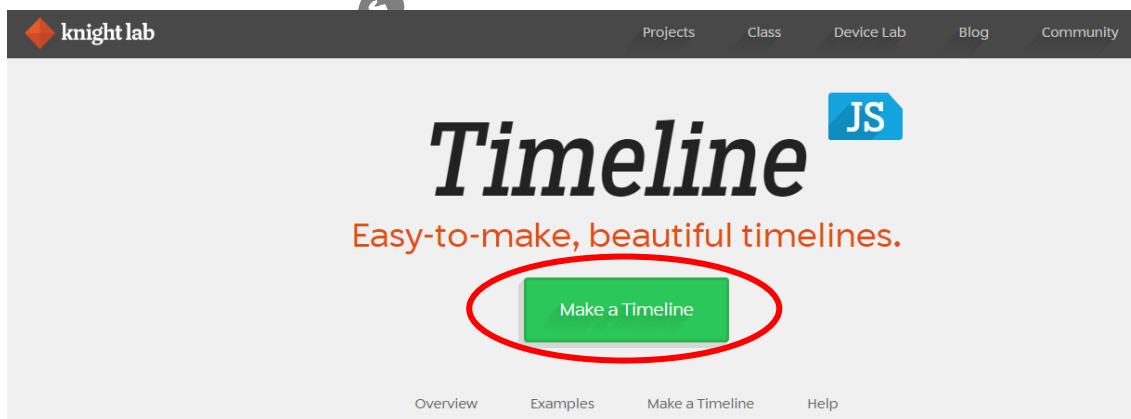 knight lab Projects Class Device Lab Blog Community
Timeline JS
Easy-to-make, beautiful timelines.
Make a Timeline
Overview Examples Make a Timeline Help